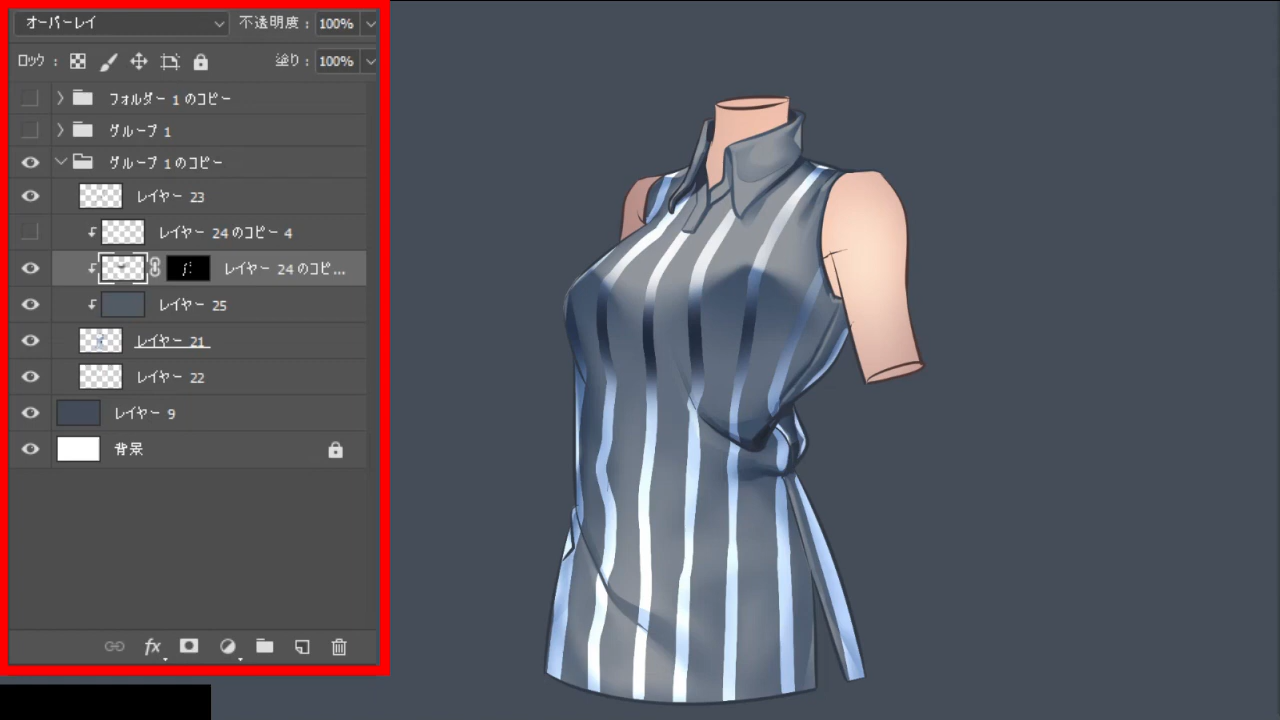 オーバーレイ 不透明度 : 100%
ロック : 塗り : 100%
フォルダー 1 のコピー
グループ 1
グループ 1 のコピー
レイヤー 23
レイヤー 24 のコピー 4
レイヤー 24 のコピ...
レイヤー 25
レイヤー 21
レイヤー 22
レイヤー 9
背景
fx